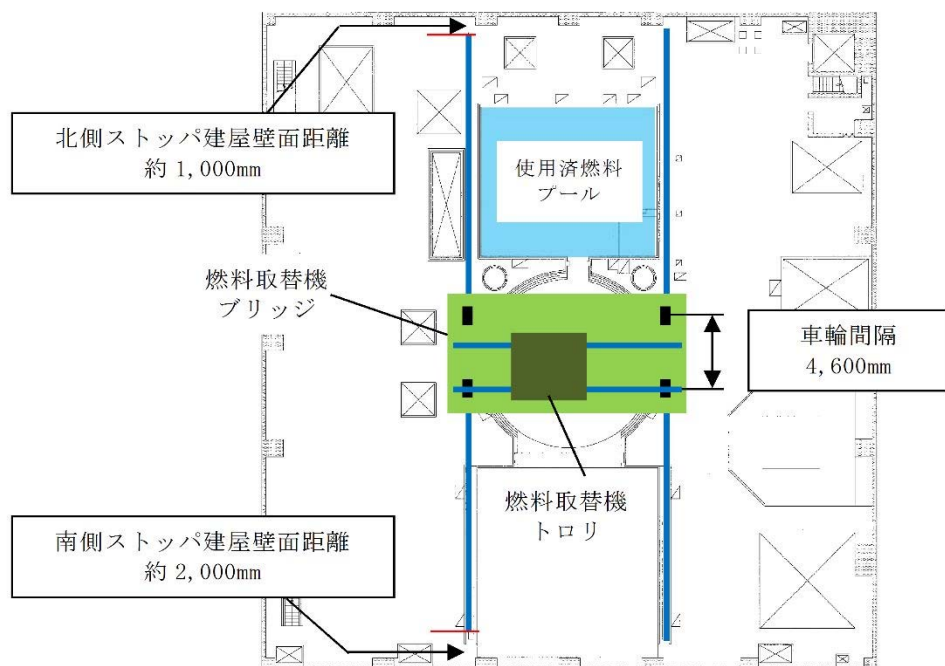 北側ストッパ建屋壁面距離
約 1,000mm
使用済燃料
プール
燃料取替機
ブリッジ
車輪間隔
4,600mm
燃料取替機
トロリ
南側ストッパ建屋壁面距離
約 2,000mm